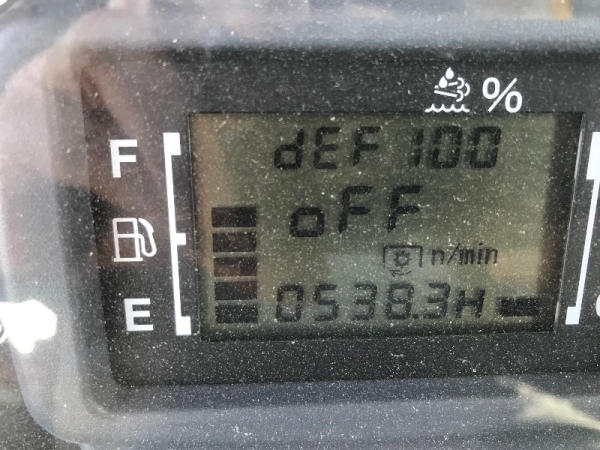 %
F dEF 100
oFF
n/min
E 0538.3H